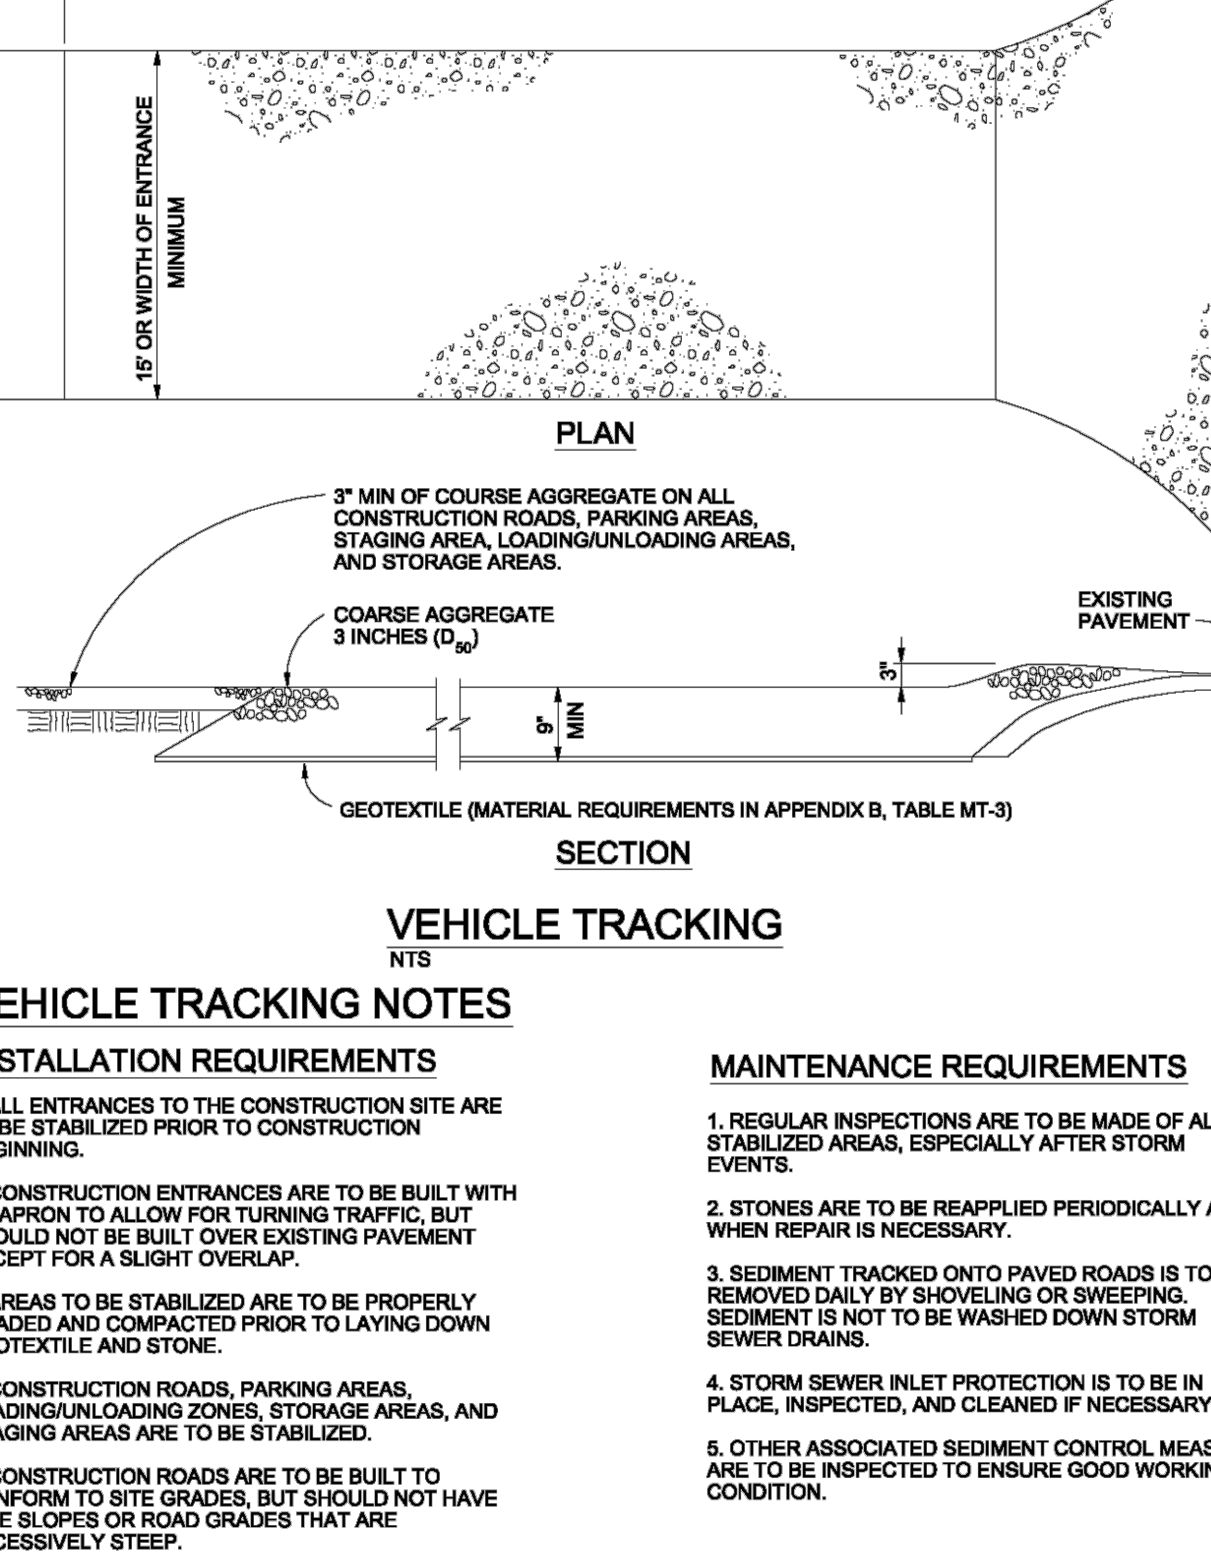 15' OR WIDTH OF ENTRANCE
MINIMUM
PLAN
3" MIN OF COURSE AGGREGATE ON ALL
CONSTRUCTION ROADS, PARKING AREAS,
STAGING AREA, LOADING/UNLOADING AREAS,
AND STORAGE AREAS.
COARSE AGGREGATE
3 INCHES (D50)
EXISTING
PAVEMENT
3"
9"
MIN
GEOTEXTILE (MATERIAL REQUIREMENTS IN APPENDIX B, TABLE MT-3)
SECTION
VEHICLE TRACKING
NTS
EHICLE TRACKING NOTES
STALLATION REQUIREMENTS
LL ENTRANCES TO THE CONSTRUCTION SITE ARE
BE STABILIZED PRIOR TO CONSTRUCTION
GINNING.
CONSTRUCTION ENTRANCES ARE TO BE BUILT WITH
APRON TO ALLOW FOR TURNING TRAFFIC, BUT
OULD NOT BE BUILT OVER EXISTING PAVEMENT
CEPT FOR A SLIGHT OVERLAP.
REAS TO BE STABILIZED ARE TO BE PROPERLY
ADED AND COMPACTED PRIOR TO LAYING DOWN
OTEXTILE AND STONE.
CONSTRUCTION ROADS, PARKING AREAS,
ADING/UNLOADING ZONES, STORAGE AREAS, AND
AGING AREAS ARE TO BE STABILIZED.
CONSTRUCTION ROADS ARE TO BE BUILT TO
NFORM TO SITE GRADES, BUT SHOULD NOT HAVE
E SLOPES OR ROAD GRADES THAT ARE
CESSIVELY STEEP.
MAINTENANCE REQUIREMENTS
1. REGULAR INSPECTIONS ARE TO BE MADE OF AL
STABILIZED AREAS, ESPECIALLY AFTER STORM
EVENTS.
2. STONES ARE TO BE REAPPLIED PERIODICALLY A
WHEN REPAIR IS NECESSARY.
3. SEDIMENT TRACKED ONTO PAVED ROADS IS TO
REMOVED DAILY BY SHOVELING OR SWEEPING.
SEDIMENT IS NOT TO BE WASHED DOWN STORM
SEWER DRAINS.
4. STORM SEWER INLET PROTECTION IS TO BE IN
PLACE, INSPECTED, AND CLEANED IF NECESSARY
5. OTHER ASSOCIATED SEDIMENT CONTROL MEAS
ARE TO BE INSPECTED TO ENSURE GOOD WORKIN
CONDITION.